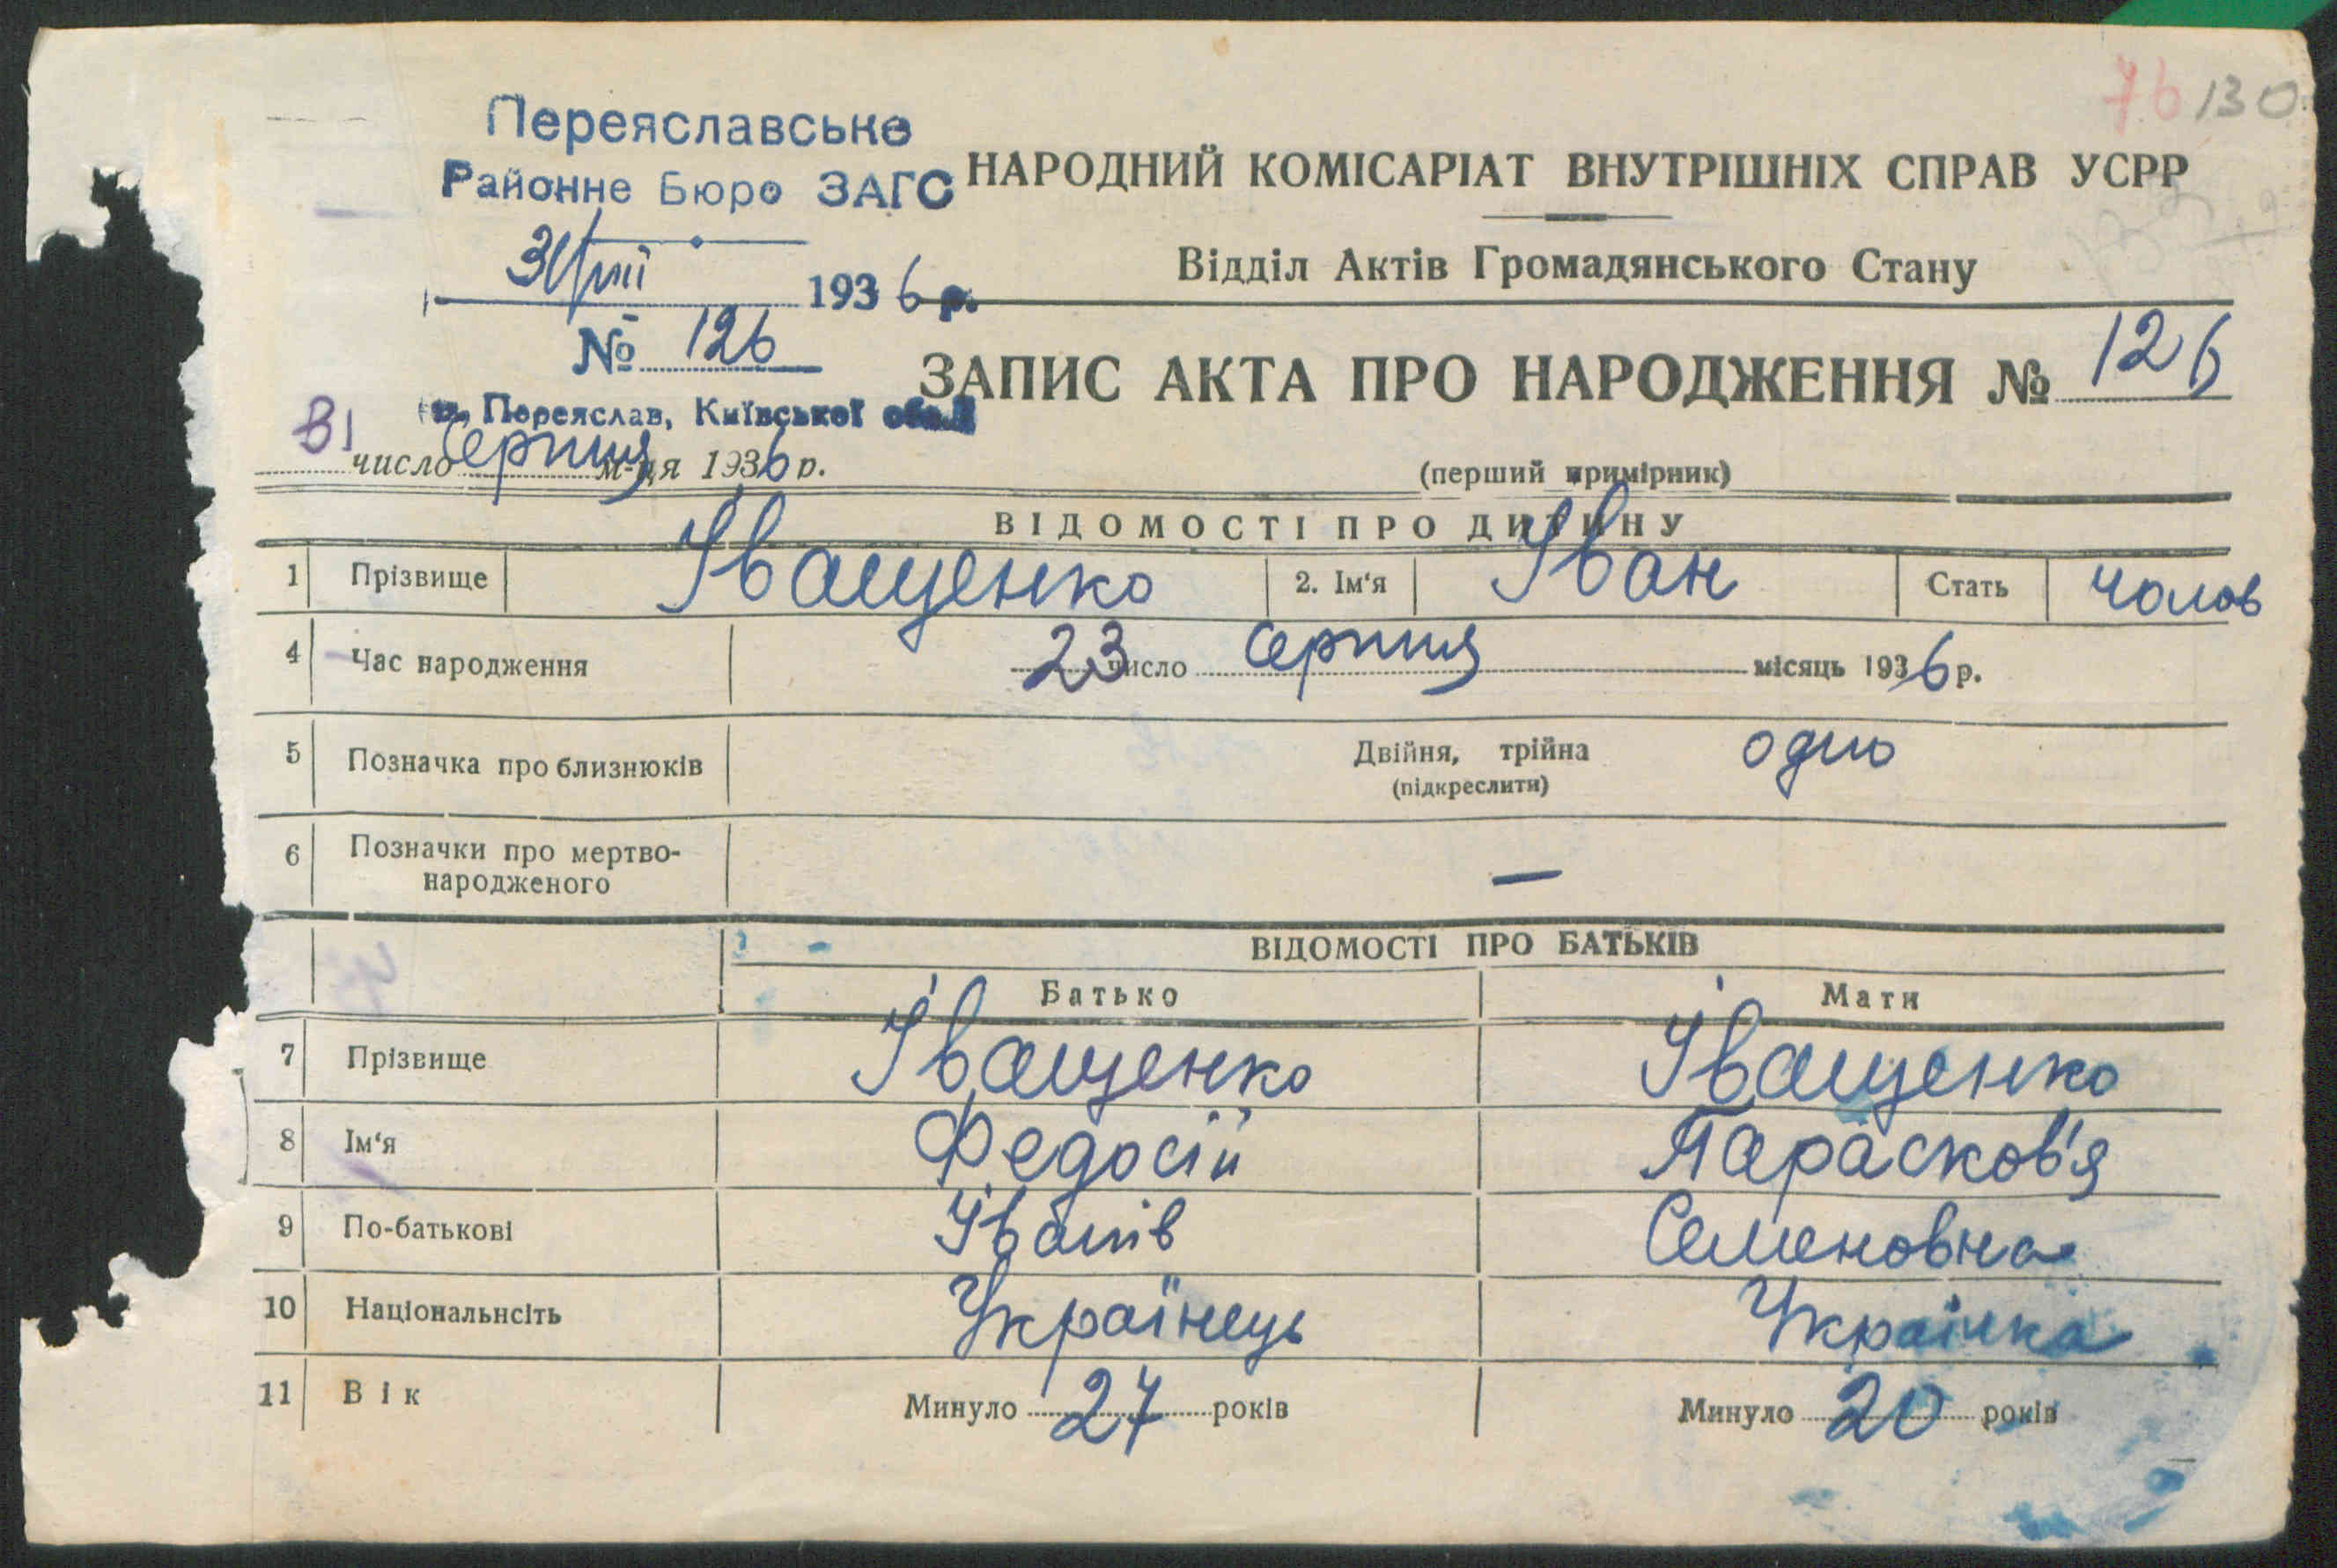 76 130
Переяславське
Районне Бюро ЗАГС
31/VIII 1936 р.
№ 126
м. Переяслав, Київської обл.
НАРОДНИЙ КОМІСАРІАТ ВНУТРІШНІХ СПРАВ УСРР
Відділ Актів Громадянського Стану
ЗАПИС АКТА ПРО НАРОДЖЕННЯ № 126
31 число серпня м-ця 1936 р.
(перший примірник)
ВІДОМОСТІ ПРО ДИТИНУ
1 Прізвище Іващенко 2. Ім‘я Іван Стать чолов
4 Час народження 23 число серпня місяць 1936 р.
5 Позначка про близнюків Двійня, трійна одно
(підкреслити)
6 Позначки про мертво-
народженого —
ВІДОМОСТІ ПРО БАТЬКІВ
Батько Мати
7 Прізвище Іващенко Іващенко
8 Ім‘я Федосій Парасков'я
9 По-батькові Іванів Семеновна
10 Національнсіть Українець Українка
11 Вік Минуло 27 років Минуло 20 років